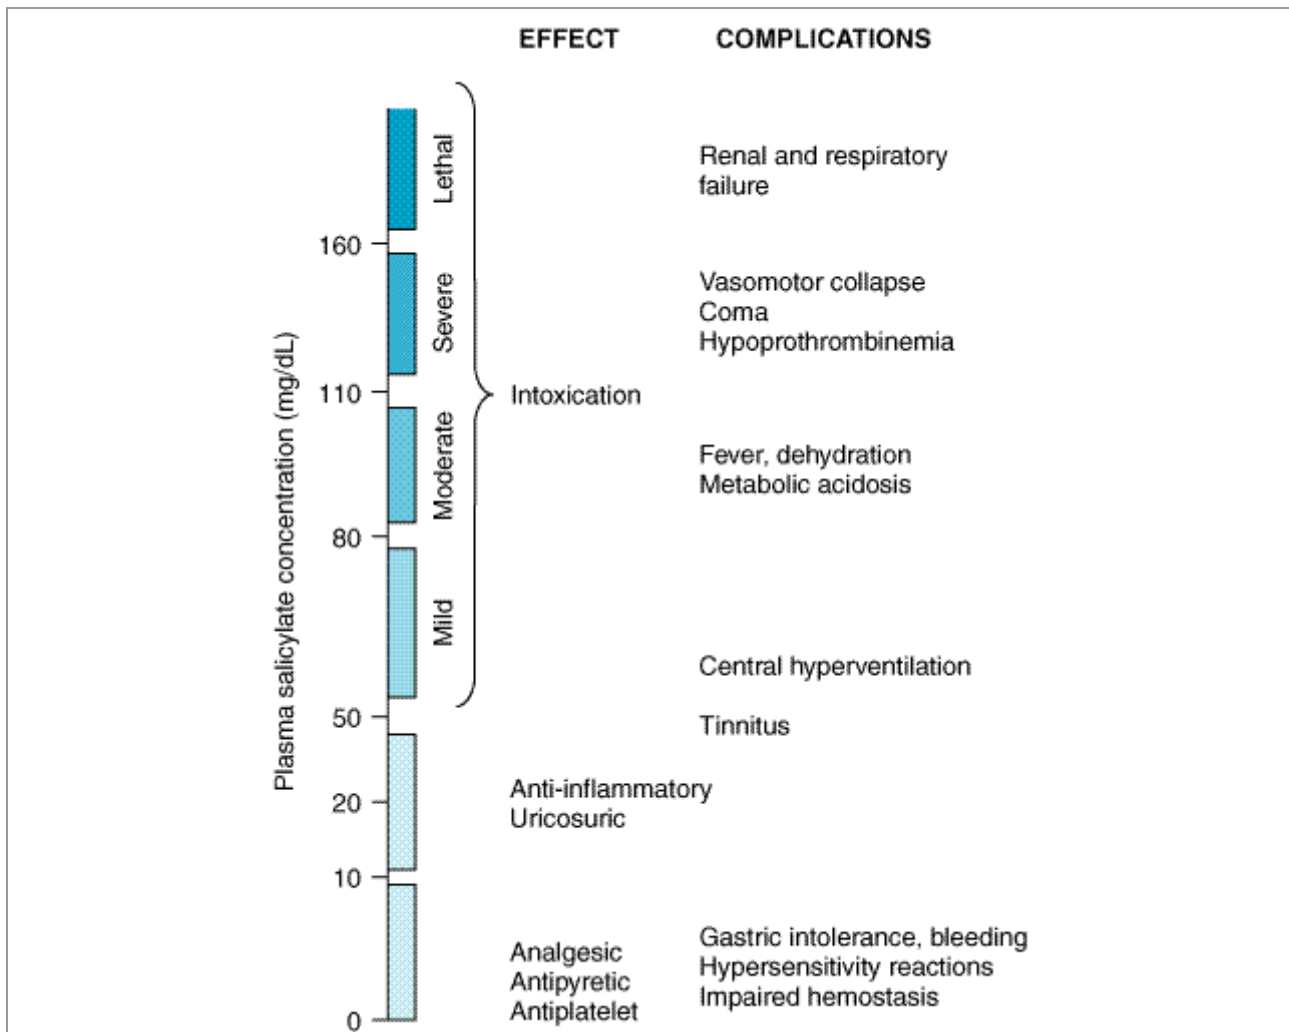 EFFECT COMPLICATIONS
Lethal
Renal and respiratory
failure
160
Severe
Vasomotor collapse
Coma
Hypoprothrombinemia
Plasma salicylate concentration (mg/dL)
110
Intoxication
Moderate
Fever, dehydration
Metabolic acidosis
80
Mild
Central hyperventilation
50
Tinnitus
20
Anti-inflammatory
Uricosuric
10
Analgesic
Antipyretic
Antiplatelet
Gastric intolerance, bleeding
Hypersensitivity reactions
Impaired hemostasis
0